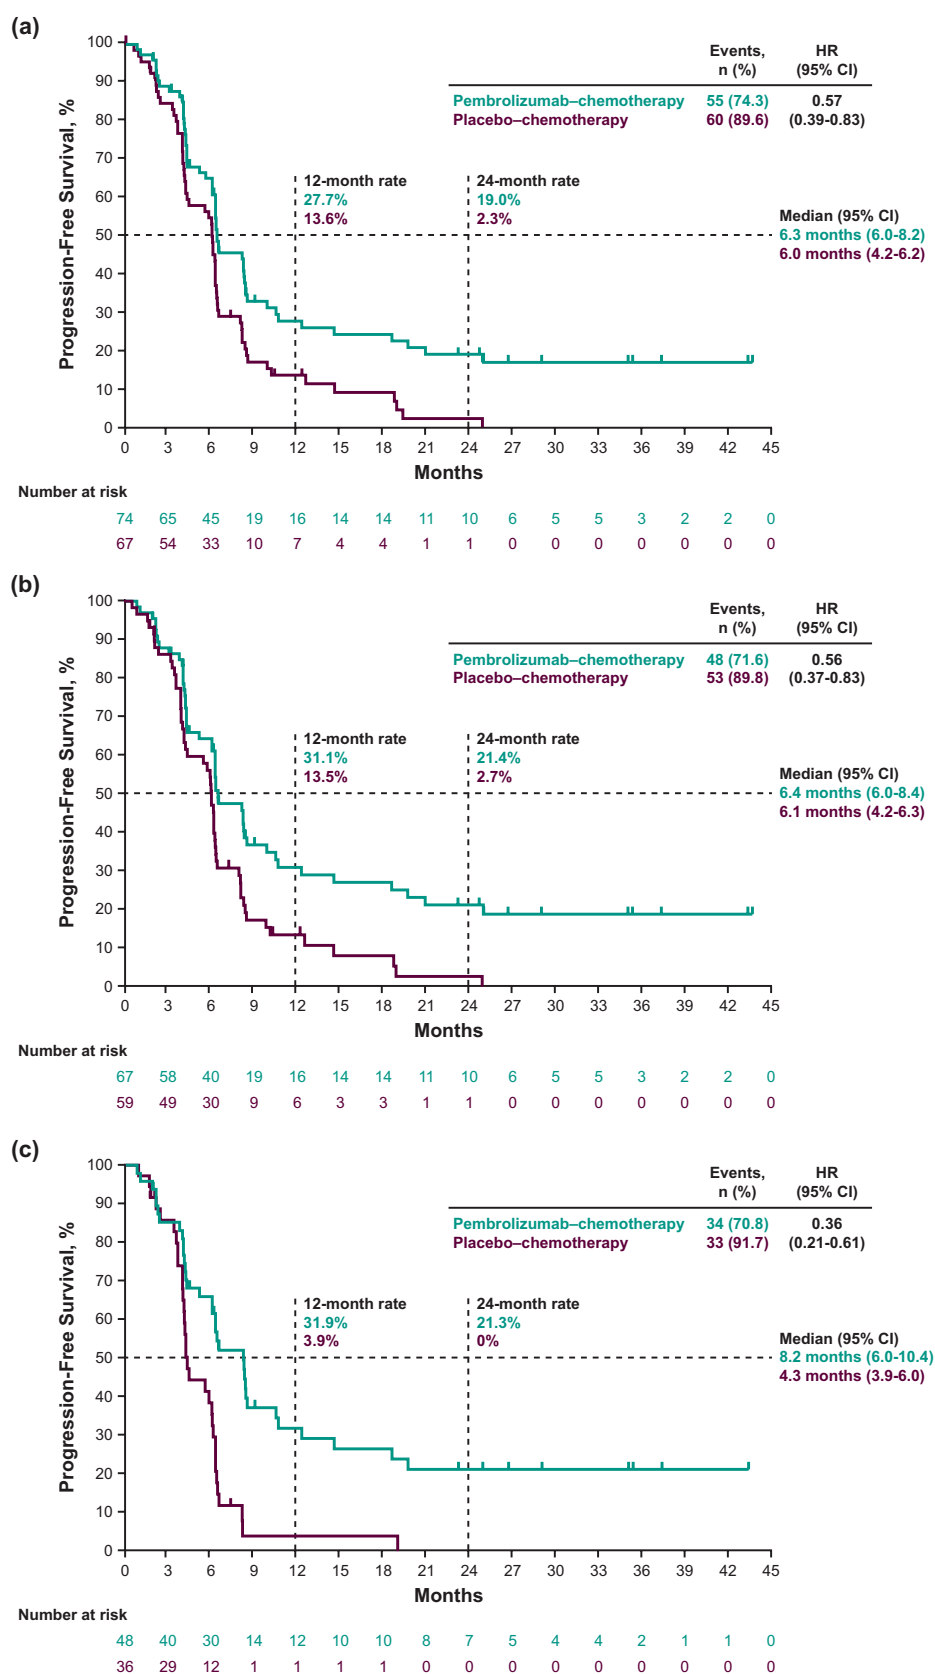 (a)
Events, HR
n (%) (95% CI)
Pembrolizumab–chemotherapy 55 (74.3) 0.57
Placebo–chemotherapy 60 (89.6) (0.39-0.83)
12-month rate 24-month rate
27.7% 19.0%
13.6% 2.3%
Median (95% CI)
6.3 months (6.0-8.2)
6.0 months (4.2-6.2)
Progression-Free Survival, %
100
90
80
70
60
50
40
30
20
10
0
0 3 6 9 12 15 18 21 24 27 30 33 36 39 42 45
Months
Number at risk
74 65 45 19 16 14 14 11 10 6 5 5 3 2 2 0
67 54 33 10 7 4 4 1 1 0 0 0 0 0 0 0
(b)
Events, HR
n (%) (95% CI)
Pembrolizumab–chemotherapy 48 (71.6) 0.56
Placebo–chemotherapy 53 (89.8) (0.37-0.83)
12-month rate 24-month rate
31.1% 21.4%
13.5% 2.7%
Median (95% CI)
6.4 months (6.0-8.4)
6.1 months (4.2-6.3)
Progression-Free Survival, %
100
90
80
70
60
50
40
30
20
10
0
0 3 6 9 12 15 18 21 24 27 30 33 36 39 42 45
Months
Number at risk
67 58 40 19 16 14 14 11 10 6 5 5 3 2 2 0
59 49 30 9 6 3 3 1 1 0 0 0 0 0 0 0
(c)
Events, HR
n (%) (95% CI)
Pembrolizumab–chemotherapy 34 (70.8) 0.36
Placebo–chemotherapy 33 (91.7) (0.21-0.61)
12-month rate 24-month rate
31.9% 21.3%
3.9% 0%
Median (95% CI)
8.2 months (6.0-10.4)
4.3 months (3.9-6.0)
Progression-Free Survival, %
100
90
80
70
60
50
40
30
20
10
0
0 3 6 9 12 15 18 21 24 27 30 33 36 39 42 45
Months
Number at risk
48 40 30 14 12 10 10 8 7 5 4 4 2 1 1 0
36 29 12 1 1 1 1 0 0 0 0 0 0 0 0 0